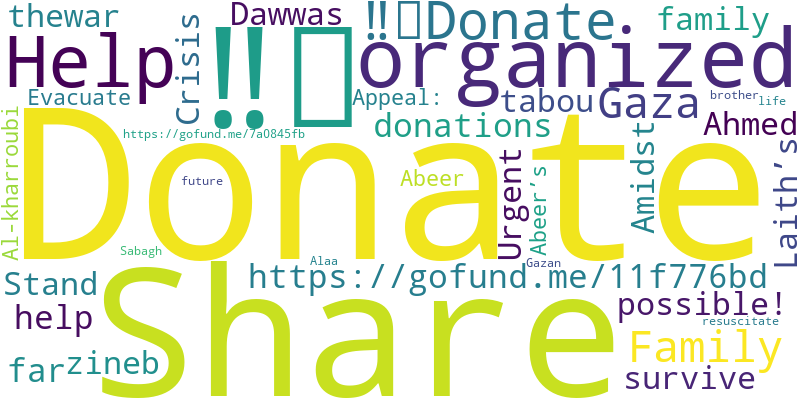 thewar
Dawwas
‼
Donate
family
Help
Crisis
‼
organized
Evacuate
Appeal:
tabou
Gaza
brother
life
Al-kharroubi
https://gofund.me/7a0845fb
donations
Ahmed
Donate
future
Abeer
Urgent
Abeer’s
Amidst
Laith’s
Sabagh
Alaa
Gazan
Stand
Share
https://gofund.me/11f776bd
help
possible!
resuscitate
far
zineb
Family
survive